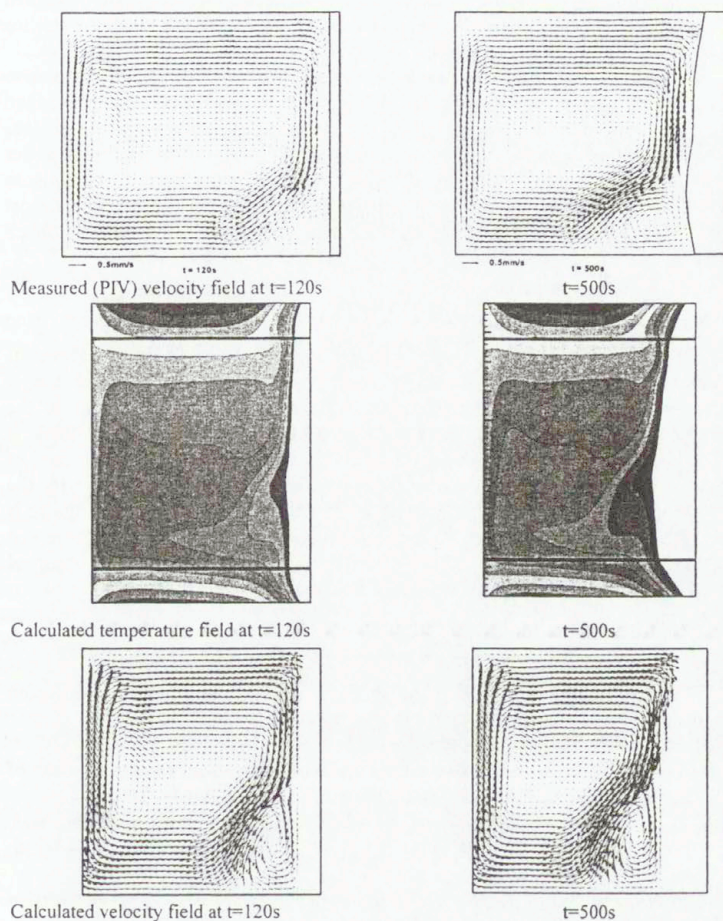 0.5mm/s t= 120s
0.5mm/s t= 500s
Measured (PIV) velocity field at t=120s t=500s
Calculated temperature field at t=120s t=500s
Calculated velocity field at t=120s t=500s